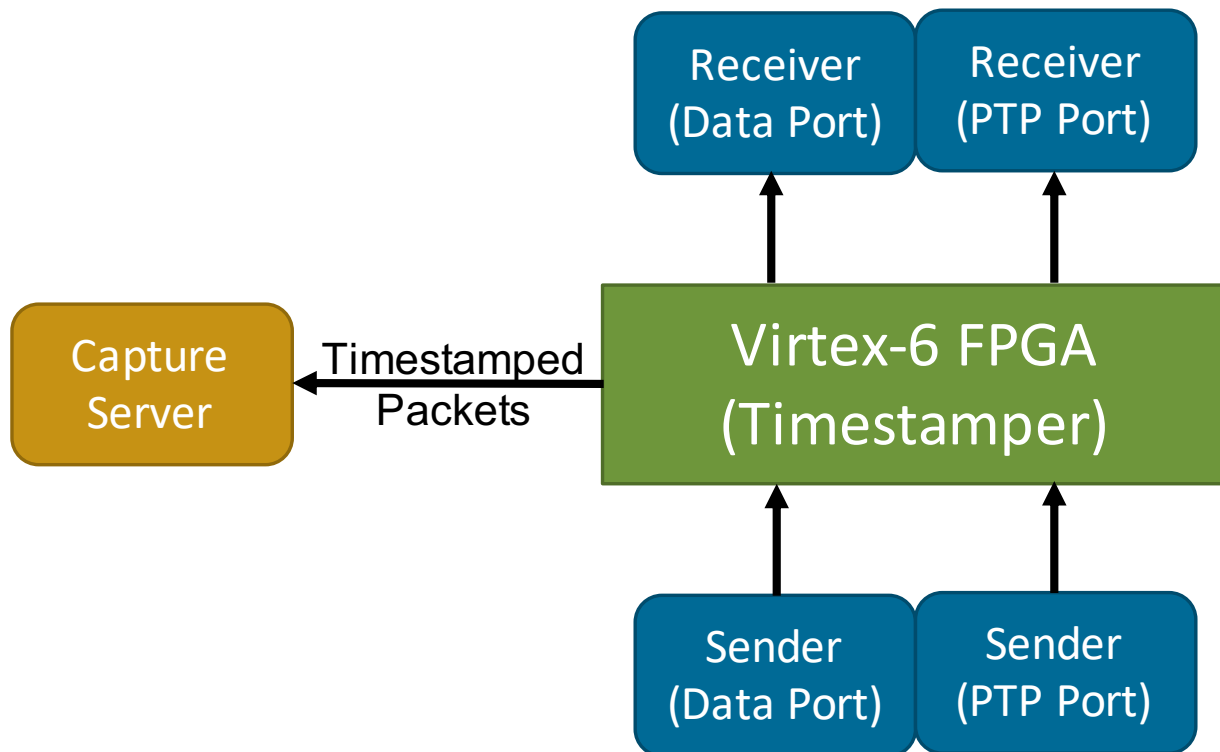 Receiver
(Data Port)
Receiver
(PTP Port)
Capture
Server
Timestamped
Packets
Virtex-6 FPGA
(Timestamper)
Sender
(Data Port)
Sender
(PTP Port)